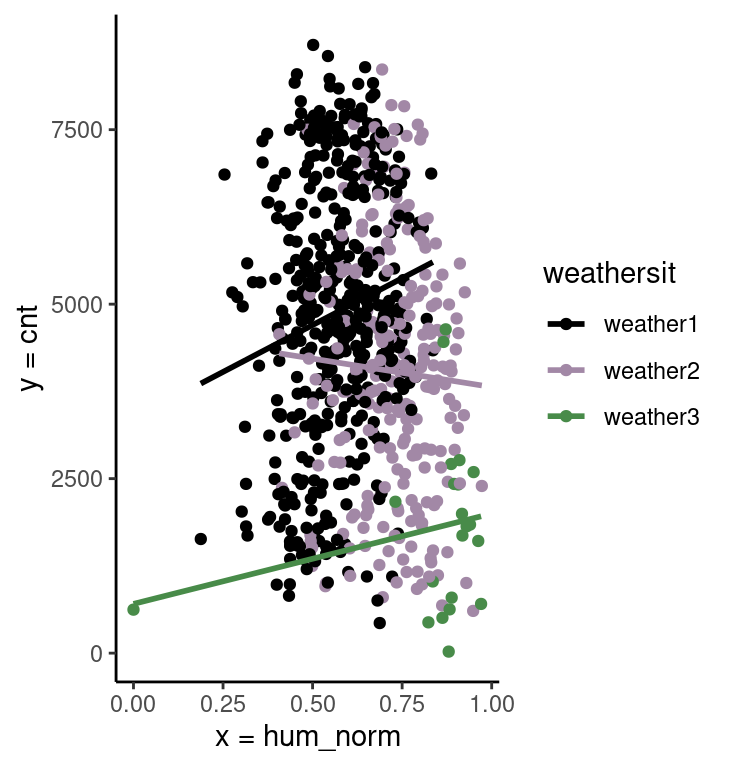 7500
5000
2500
0
y = cnt
0.00 0.25 0.50 0.75 1.00
x = hum_norm
weathersit
weather1
weather2
weather3